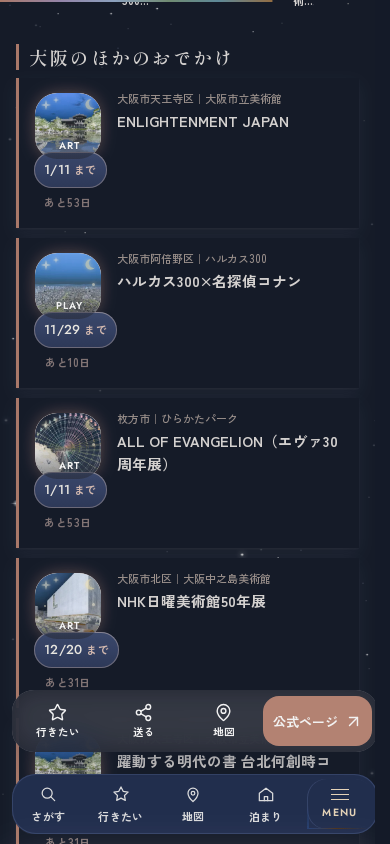 大阪のほかのおでかけ
大阪市天王寺区｜大阪市立美術館
ENLIGHTENMENT JAPAN
ART
1/11 まで
あと53日
大阪市阿倍野区｜ハルカス300
ハルカス300×名探偵コナン
PLAY
11/29 まで
あと10日
枚方市｜ひらかたパーク
ALL OF EVANGELION（エヴァ30
周年展）
ART
1/11 まで
あと53日
大阪市北区｜大阪中之島美術館
NHK日曜美術館50年展
ART
12/20 まで
あと31日
行きたい
送る
地図
公式ページ
躍動する明代の書 台北何創時コ
さがす
行きたい
地図
泊まり
MENU
あと31日